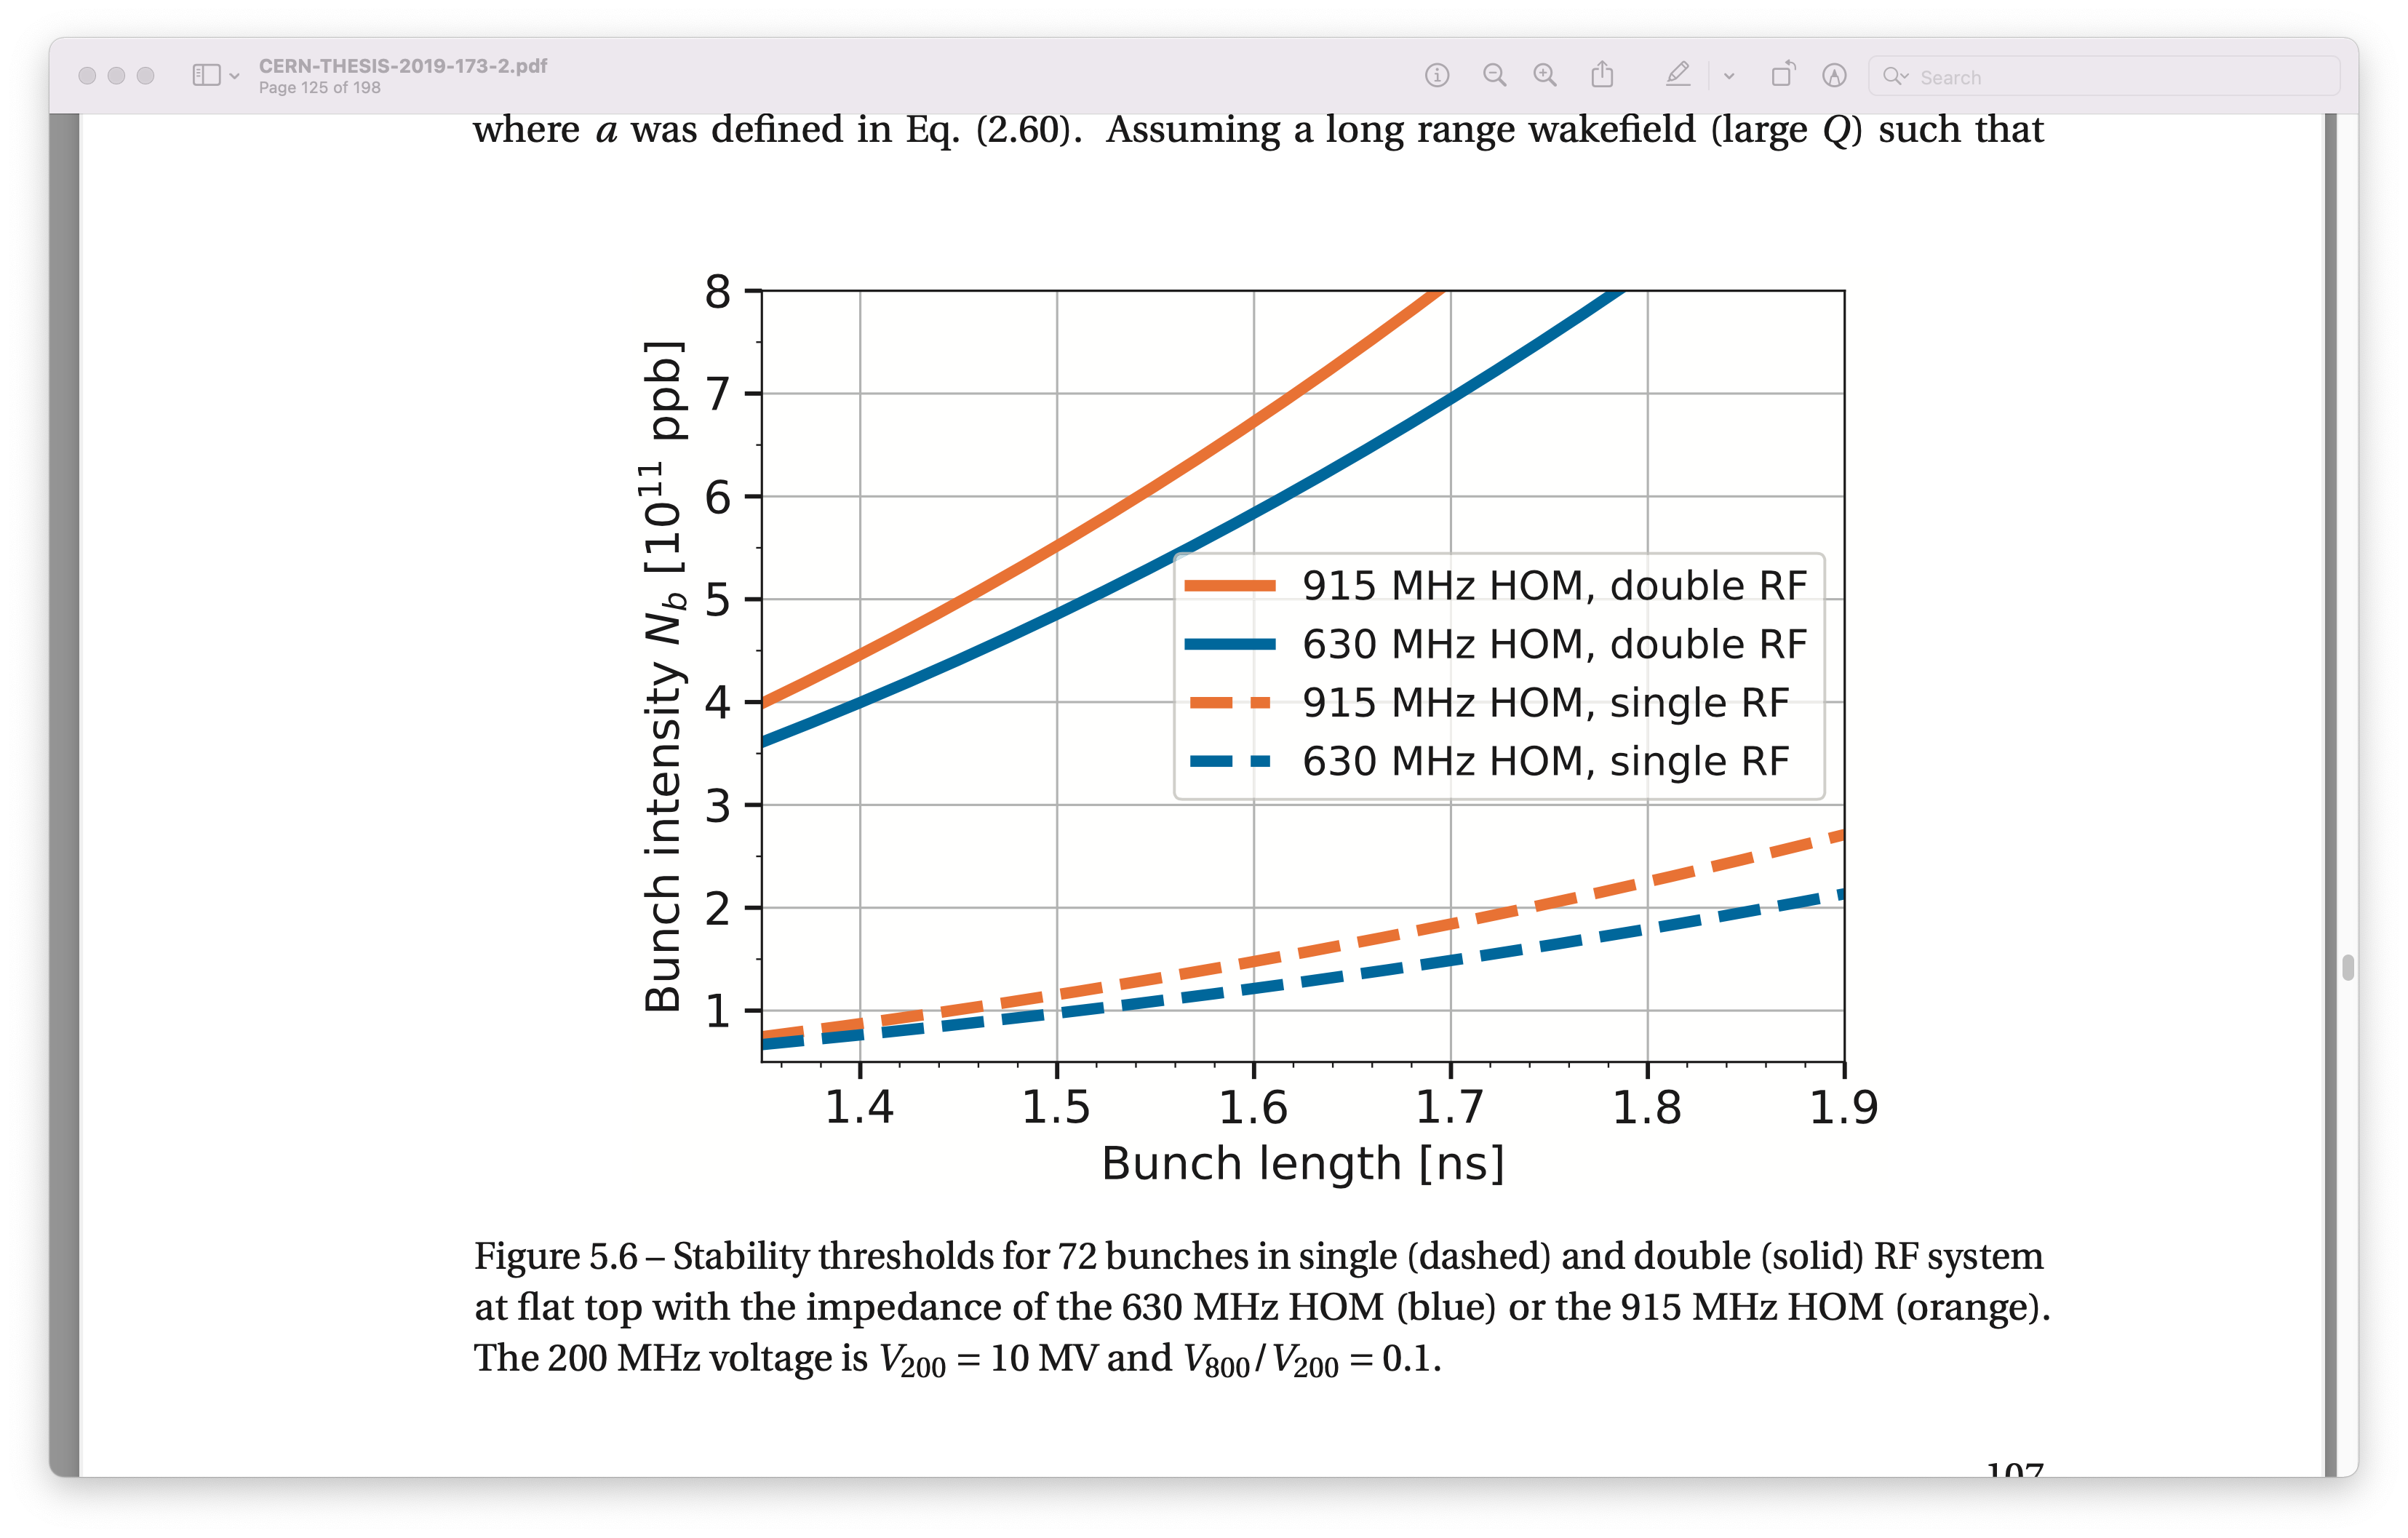 CERN-THESIS-2019-173-2.pdf
Page 125 of 198
Search
where a was defined in Eq. (2.60). Assuming a long range wakefield (large Q) such that
8
7
6
5
4
3
2
1
Bunch intensity N_b [10^11 ppb]
915 MHz HOM, double RF
630 MHz HOM, double RF
915 MHz HOM, single RF
630 MHz HOM, single RF
1.4 1.5 1.6 1.7 1.8 1.9
Bunch length [ns]
Figure 5.6 – Stability thresholds for 72 bunches in single (dashed) and double (solid) RF system
at flat top with the impedance of the 630 MHz HOM (blue) or the 915 MHz HOM (orange).
The 200 MHz voltage is V_200 = 10 MV and V_800/V_200 = 0.1.
107